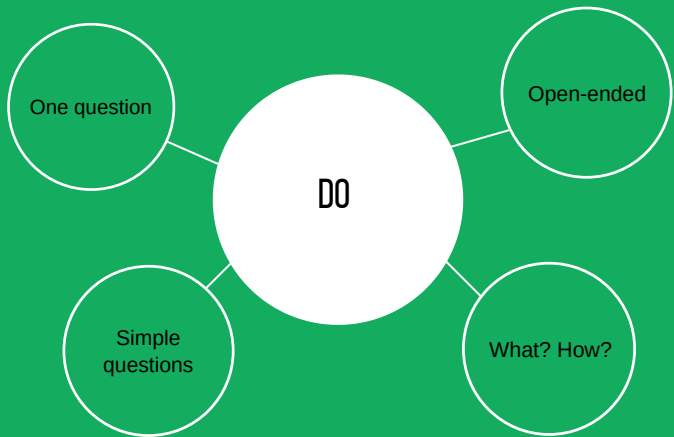 One question
Open-ended
DO
Simple
questions
What? How?